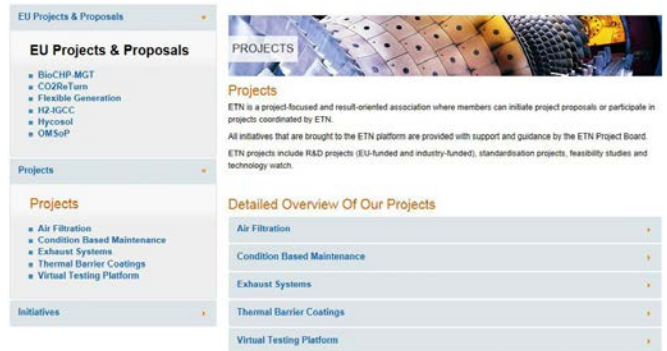 EU Projects & Proposals
EU Projects & Proposals
BioCHP-MGT
CO2ReTurn
Flexible Generation
H2-IGCC
Hycosol
OMSoP
Projects
Projects
Air Filtration
Condition Based Maintenance
Exhaust Systems
Thermal Barrier Coatings
Virtual Testing Platform
Initiatives
PROJECTS
Projects
ETN is a project-focused and result-oriented association where members can initiate project proposals or participate in
projects coordinated by ETN.
All initiatives that are brought to the ETN platform are provided with support and guidance by the ETN Project Board.
ETN projects include R&D projects (EU-funded and industry-funded), standardisation projects, feasibility studies and
technology watch.
Detailed Overview Of Our Projects
Air Filtration
Condition Based Maintenance
Exhaust Systems
Thermal Barrier Coatings
Virtual Testing Platform